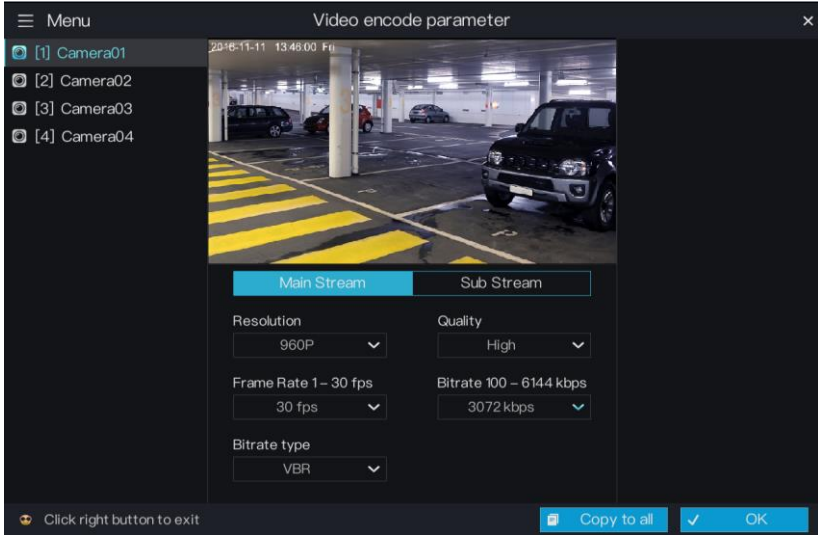 Menu
Video encode parameter
[1] Camera01
[2] Camera02
[3] Camera03
[4] Camera04
2016-11-11 13:46:00 Fri
Main Stream
Sub Stream
Resolution
Quality
960P
High
Frame Rate 1 – 30 fps
Bitrate 100 – 6144 kbps
30 fps
3072 kbps
Bitrate type
VBR
Click right button to exit
Copy to all
OK